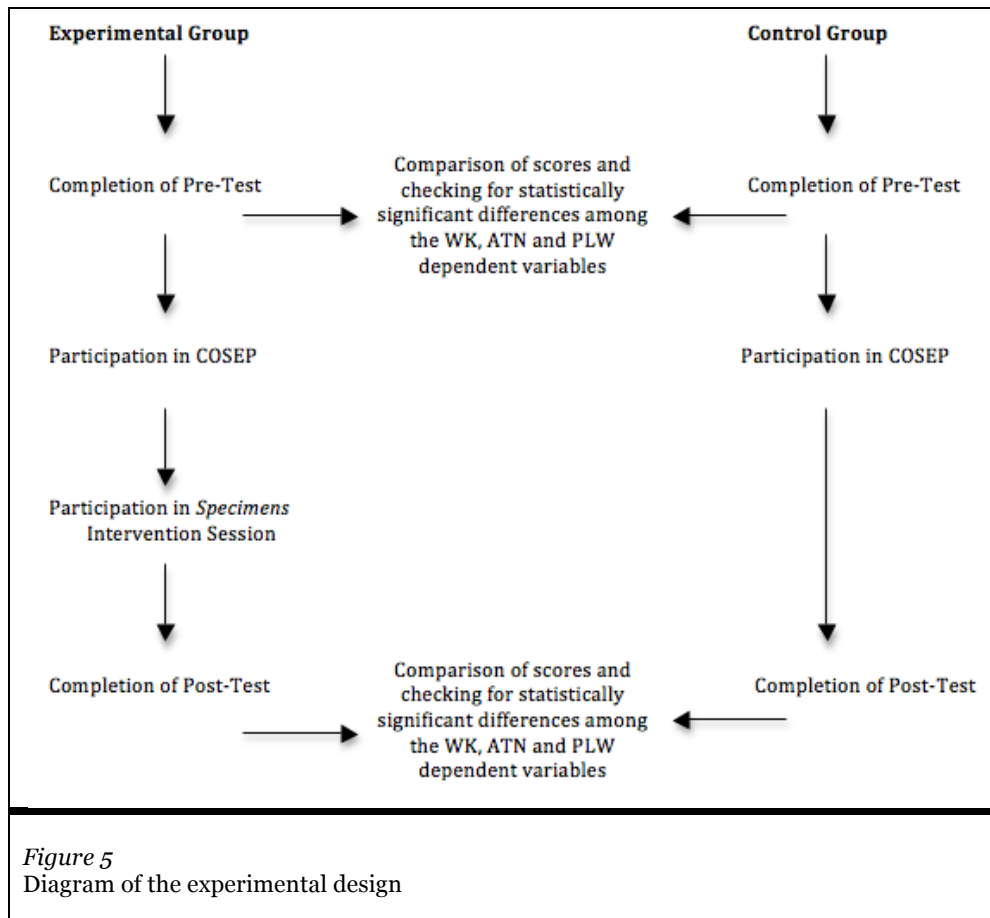 Experimental Group
Control Group
Completion of Pre-Test
Comparison of scores and
checking for statistically
significant differences among
the WK, ATN and PLW
dependent variables
Completion of Pre-Test
Participation in COSEP
Participation in COSEP
Participation in Specimens
Intervention Session
Completion of Post-Test
Comparison of scores and
checking for statistically
significant differences among
the WK, ATN and PLW
dependent variables
Completion of Post-Test
Figure 5
Diagram of the experimental design